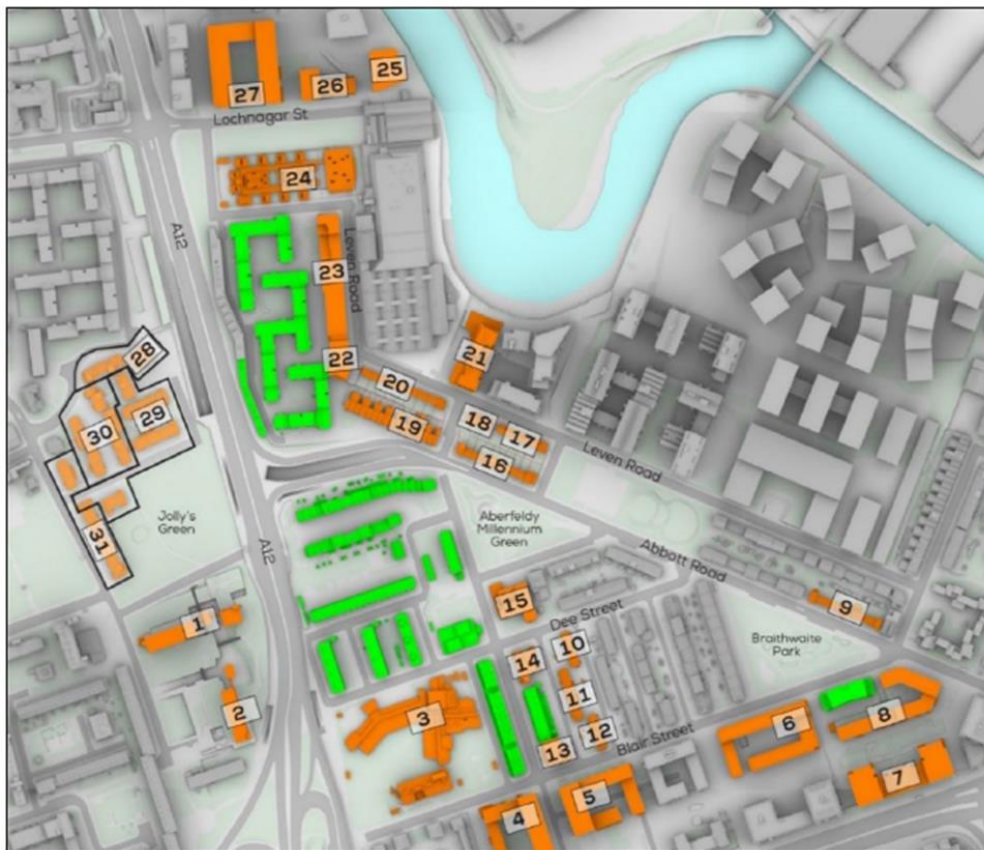 25
26
27
Lochnagar St
24
A12
Leven Road
23
22
28
21
20
29
18
19
17
30
16
Leven Road
Jolly's
Green
Aberfeldy
Millennium
Green
31
A12
Abbott Road
15
9
Dee Street
1
10
Braithwaite
Park
14
11
2
3
8
6
12
Blair Street
13
7
5
4